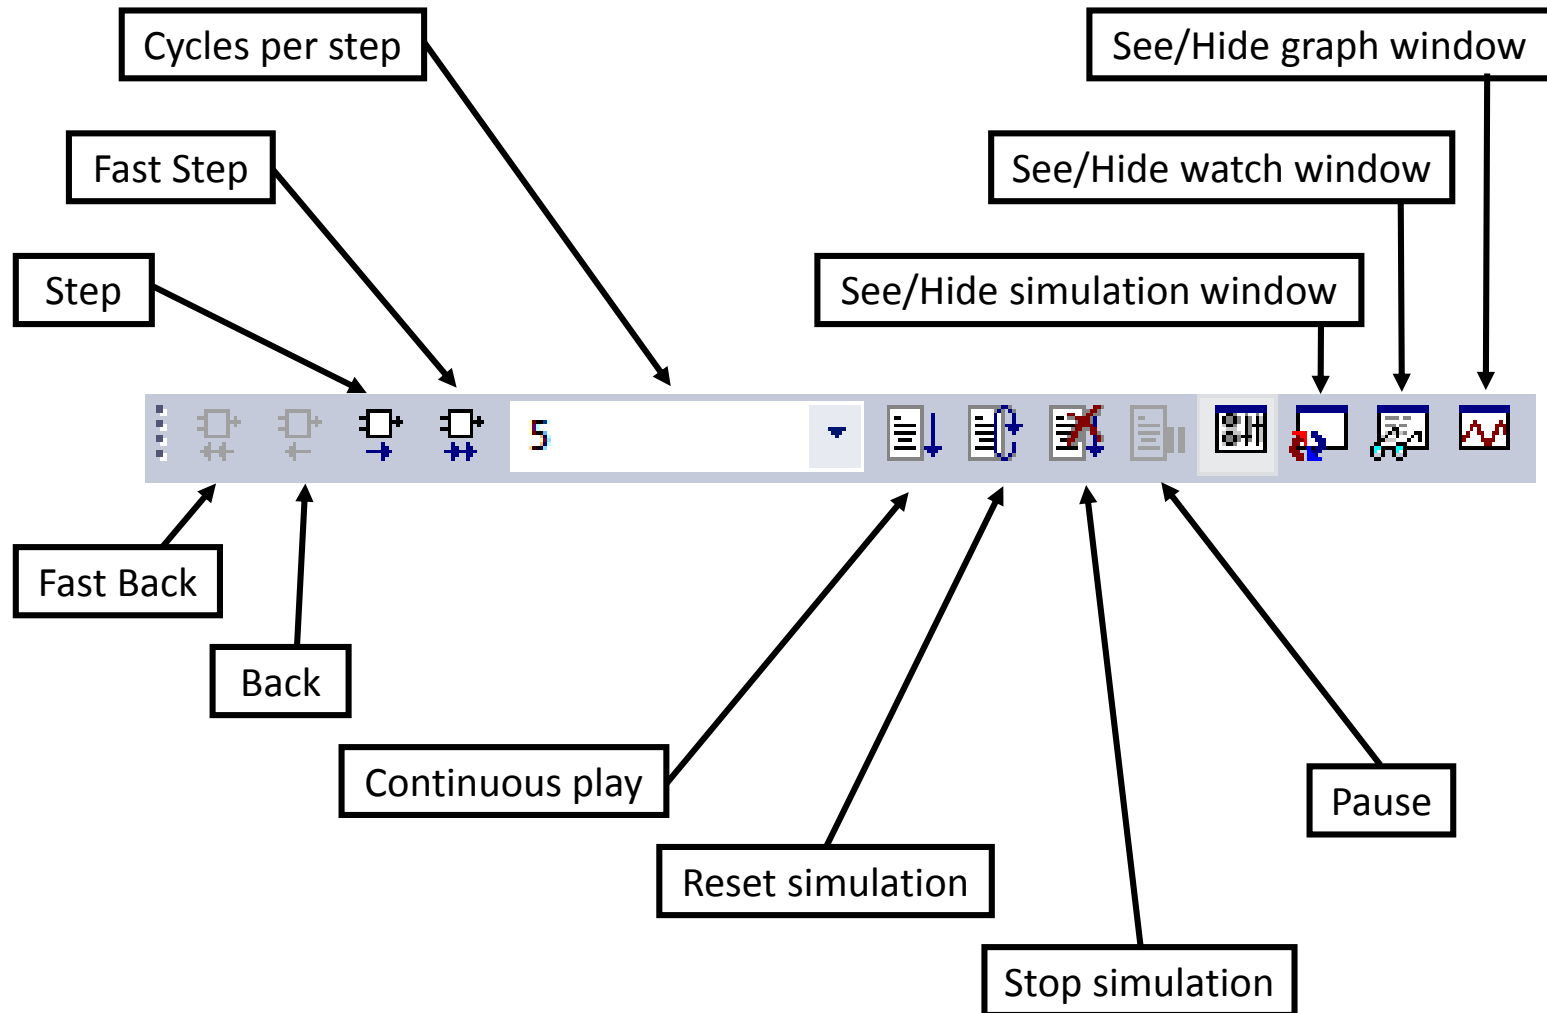 Cycles per step
See/Hide graph window
Fast Step
See/Hide watch window
Step
See/Hide simulation window
5
Fast Back
Back
Continuous play
Pause
Reset simulation
Stop simulation